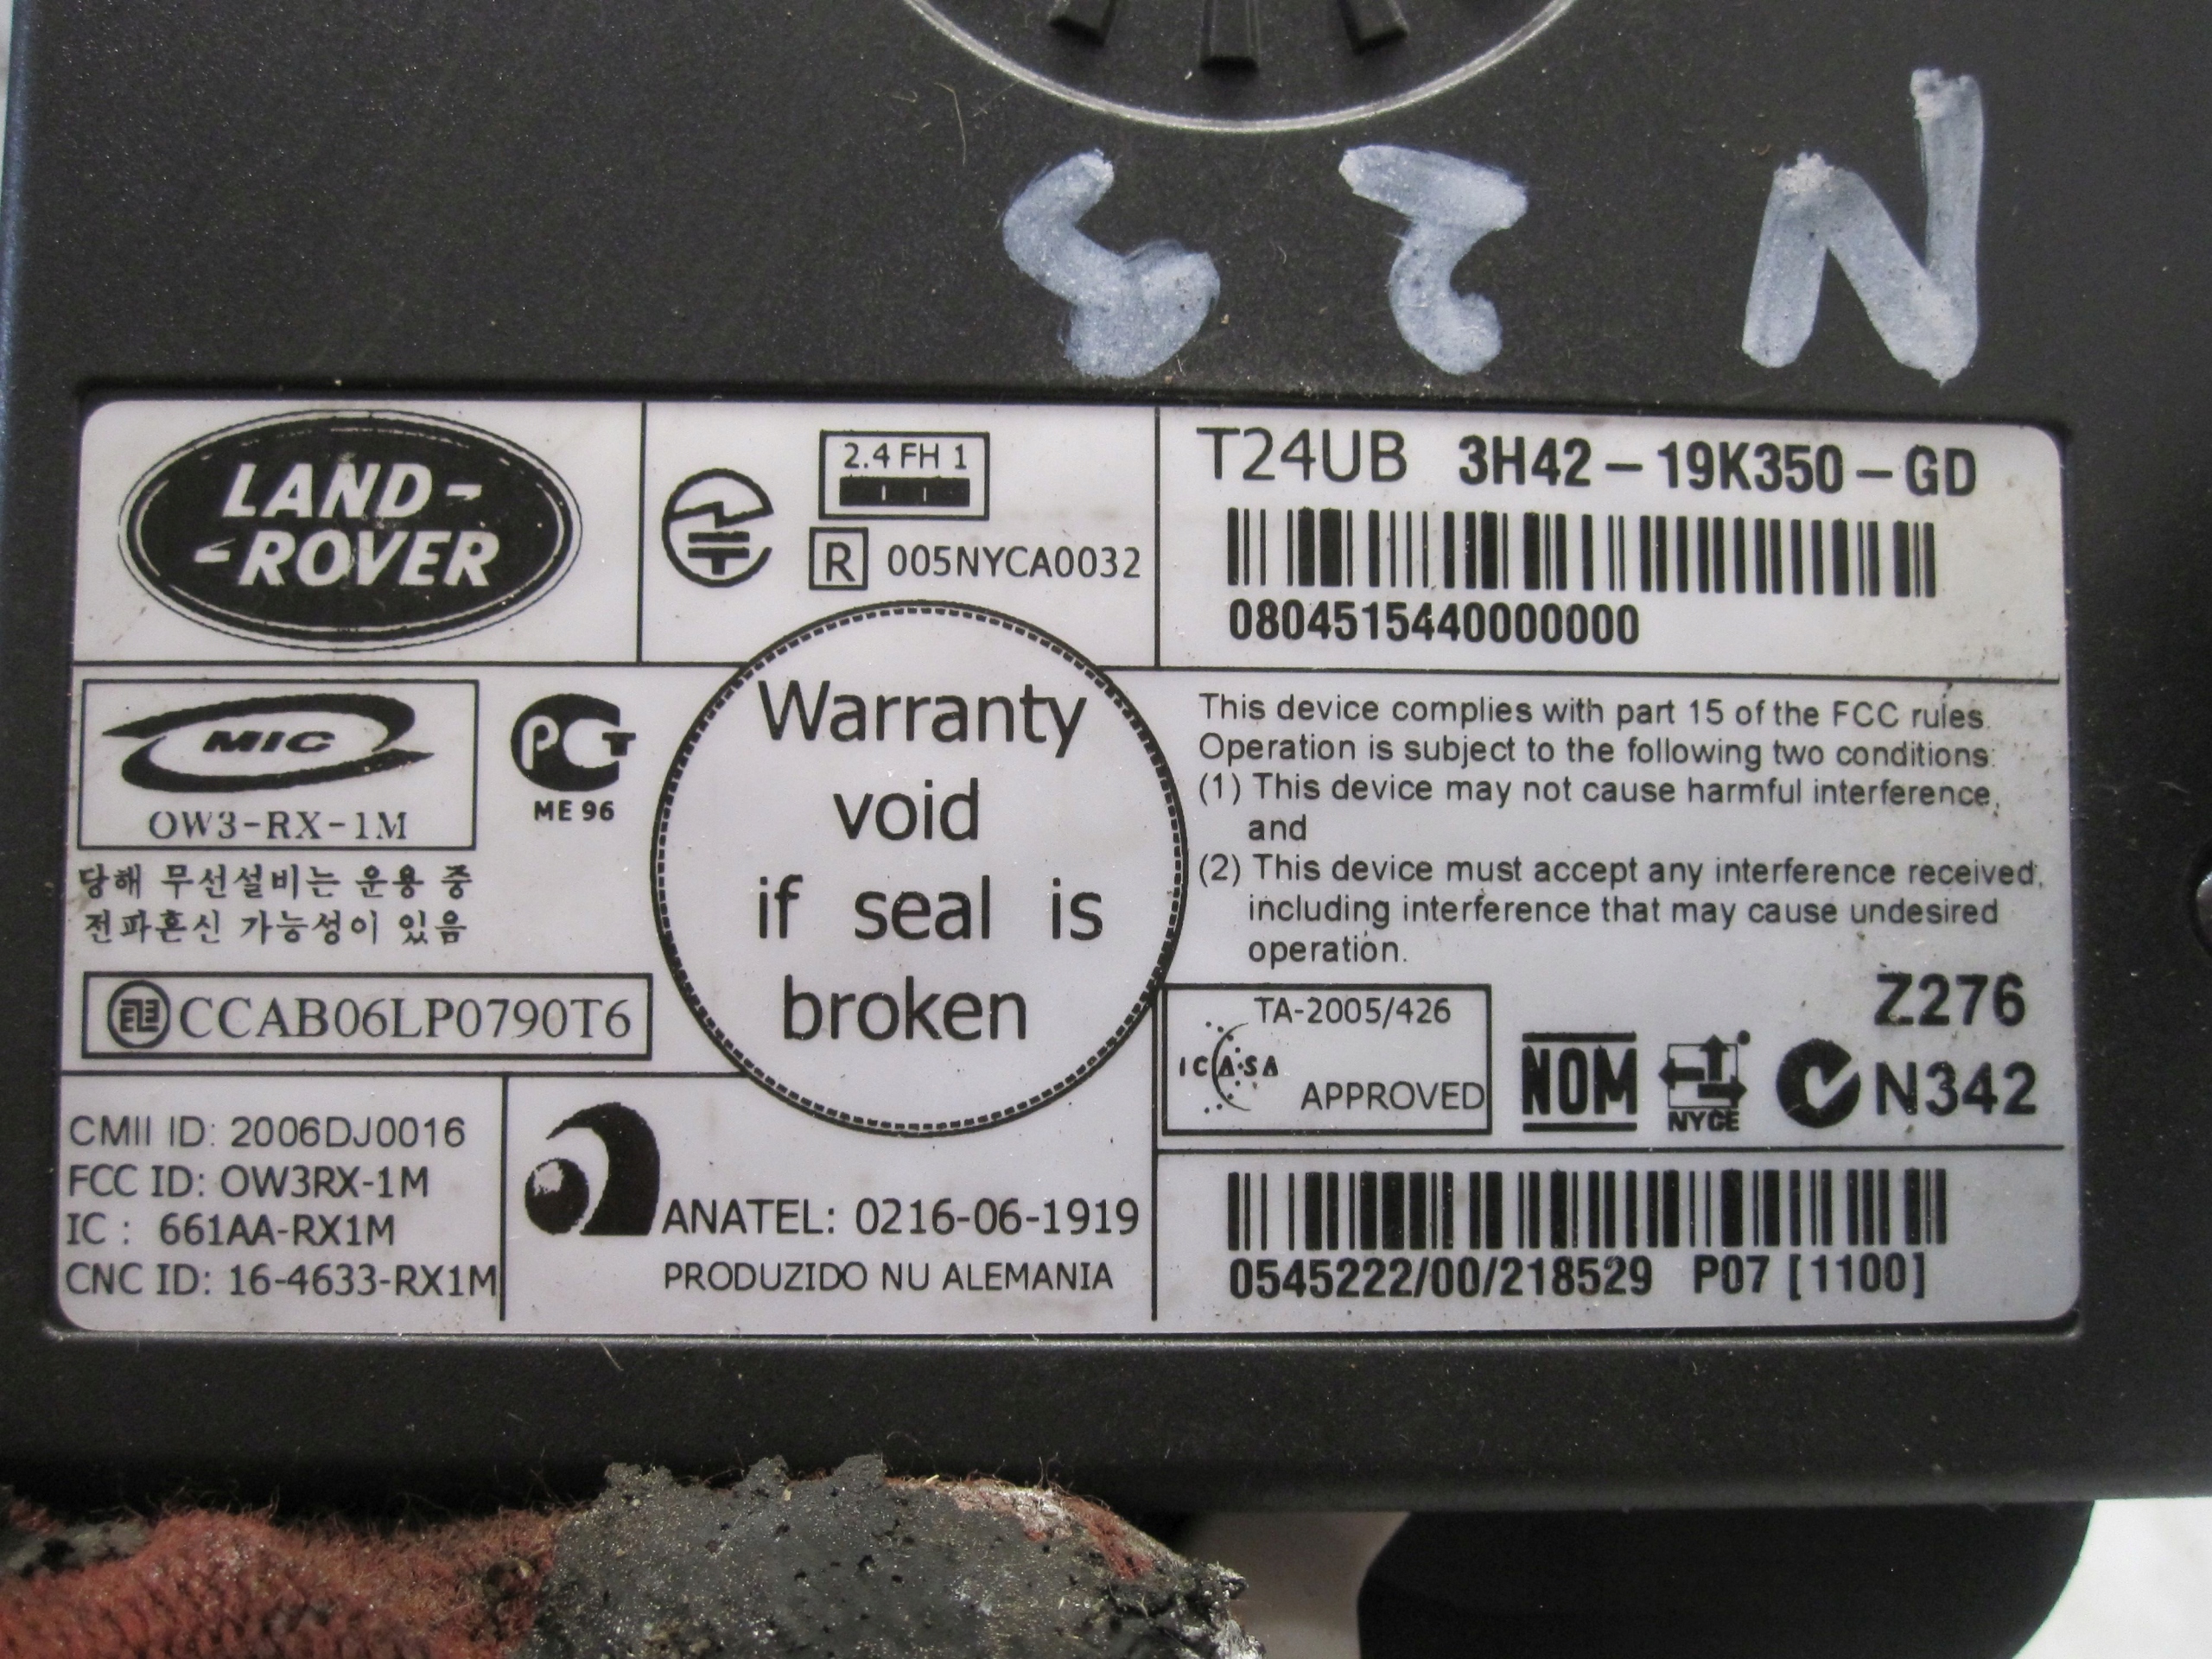 N 25
LAND-
-ROVER
2.4 FH 1
R 005NYCA0032
T24UB 3H42-19K350-GD
0804515440000000
MIC
OW3-RX-1M
당해 무선설비는 운용 중
전파혼신 가능성이 있음
PCT
ME 96
CCAB06LP0790T6
Warranty
void
if seal is
broken
This device complies with part 15 of the FCC rules.
Operation is subject to the following two conditions:
(1) This device may not cause harmful interference,
and
(2) This device must accept any interference received,
including interference that may cause undesired
operation.
TA-2005/426
ICASA
APPROVED
NOM
NYCE
Z276
N342
CMII ID: 2006DJ0016
FCC ID: OW3RX-1M
IC : 661AA-RX1M
CNC ID: 16-4633-RX1M
ANATEL: 0216-06-1919
PRODUZIDO NU ALEMANIA
0545222/00/218529 P07 [1100]